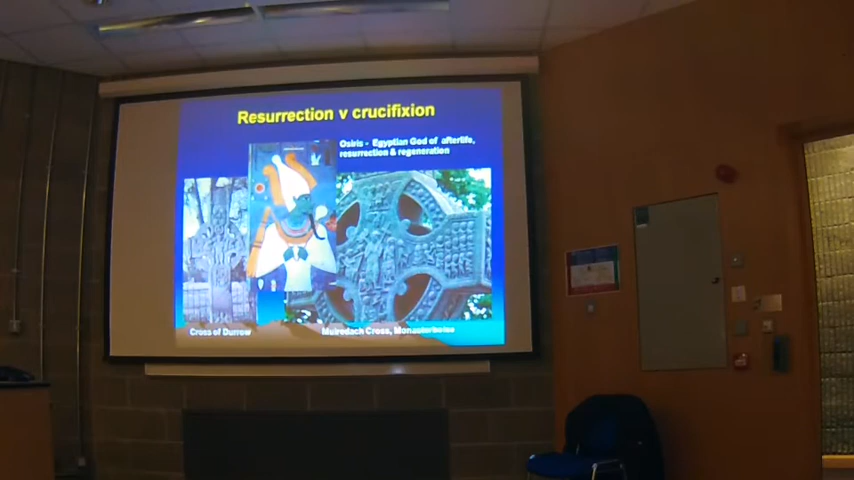 Resurrection v crucifixion
Osiris - Egyptian God of afterlife,
resurrection & regeneration
Cross of Durrow
Muiredach Cross, Monasterboice